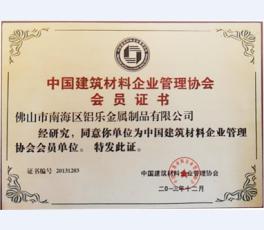 中国建筑材料企业管理协会
会员证书
佛山市南海区铝乐金属制品有限公司
经研究，同意你单位为中国建筑材料企业管理
协会会员单位。特发此证。
证书编号 20131203
中国建筑材料企业管理协会
二〇一三年十二月